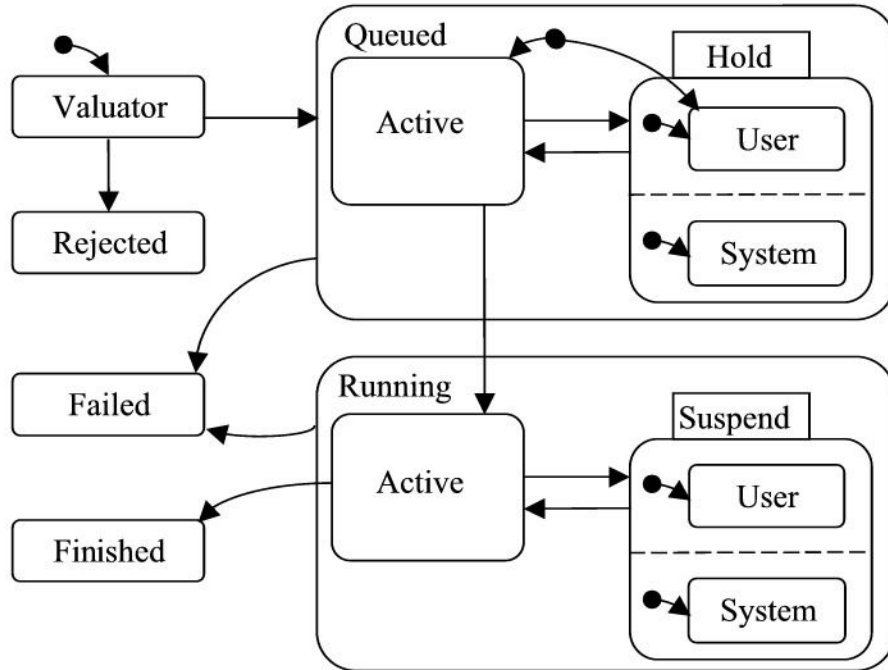 Queued
Hold
Valuator
Active
User
Rejected
System
Running
Failed
Suspend
Active
User
Finished
System